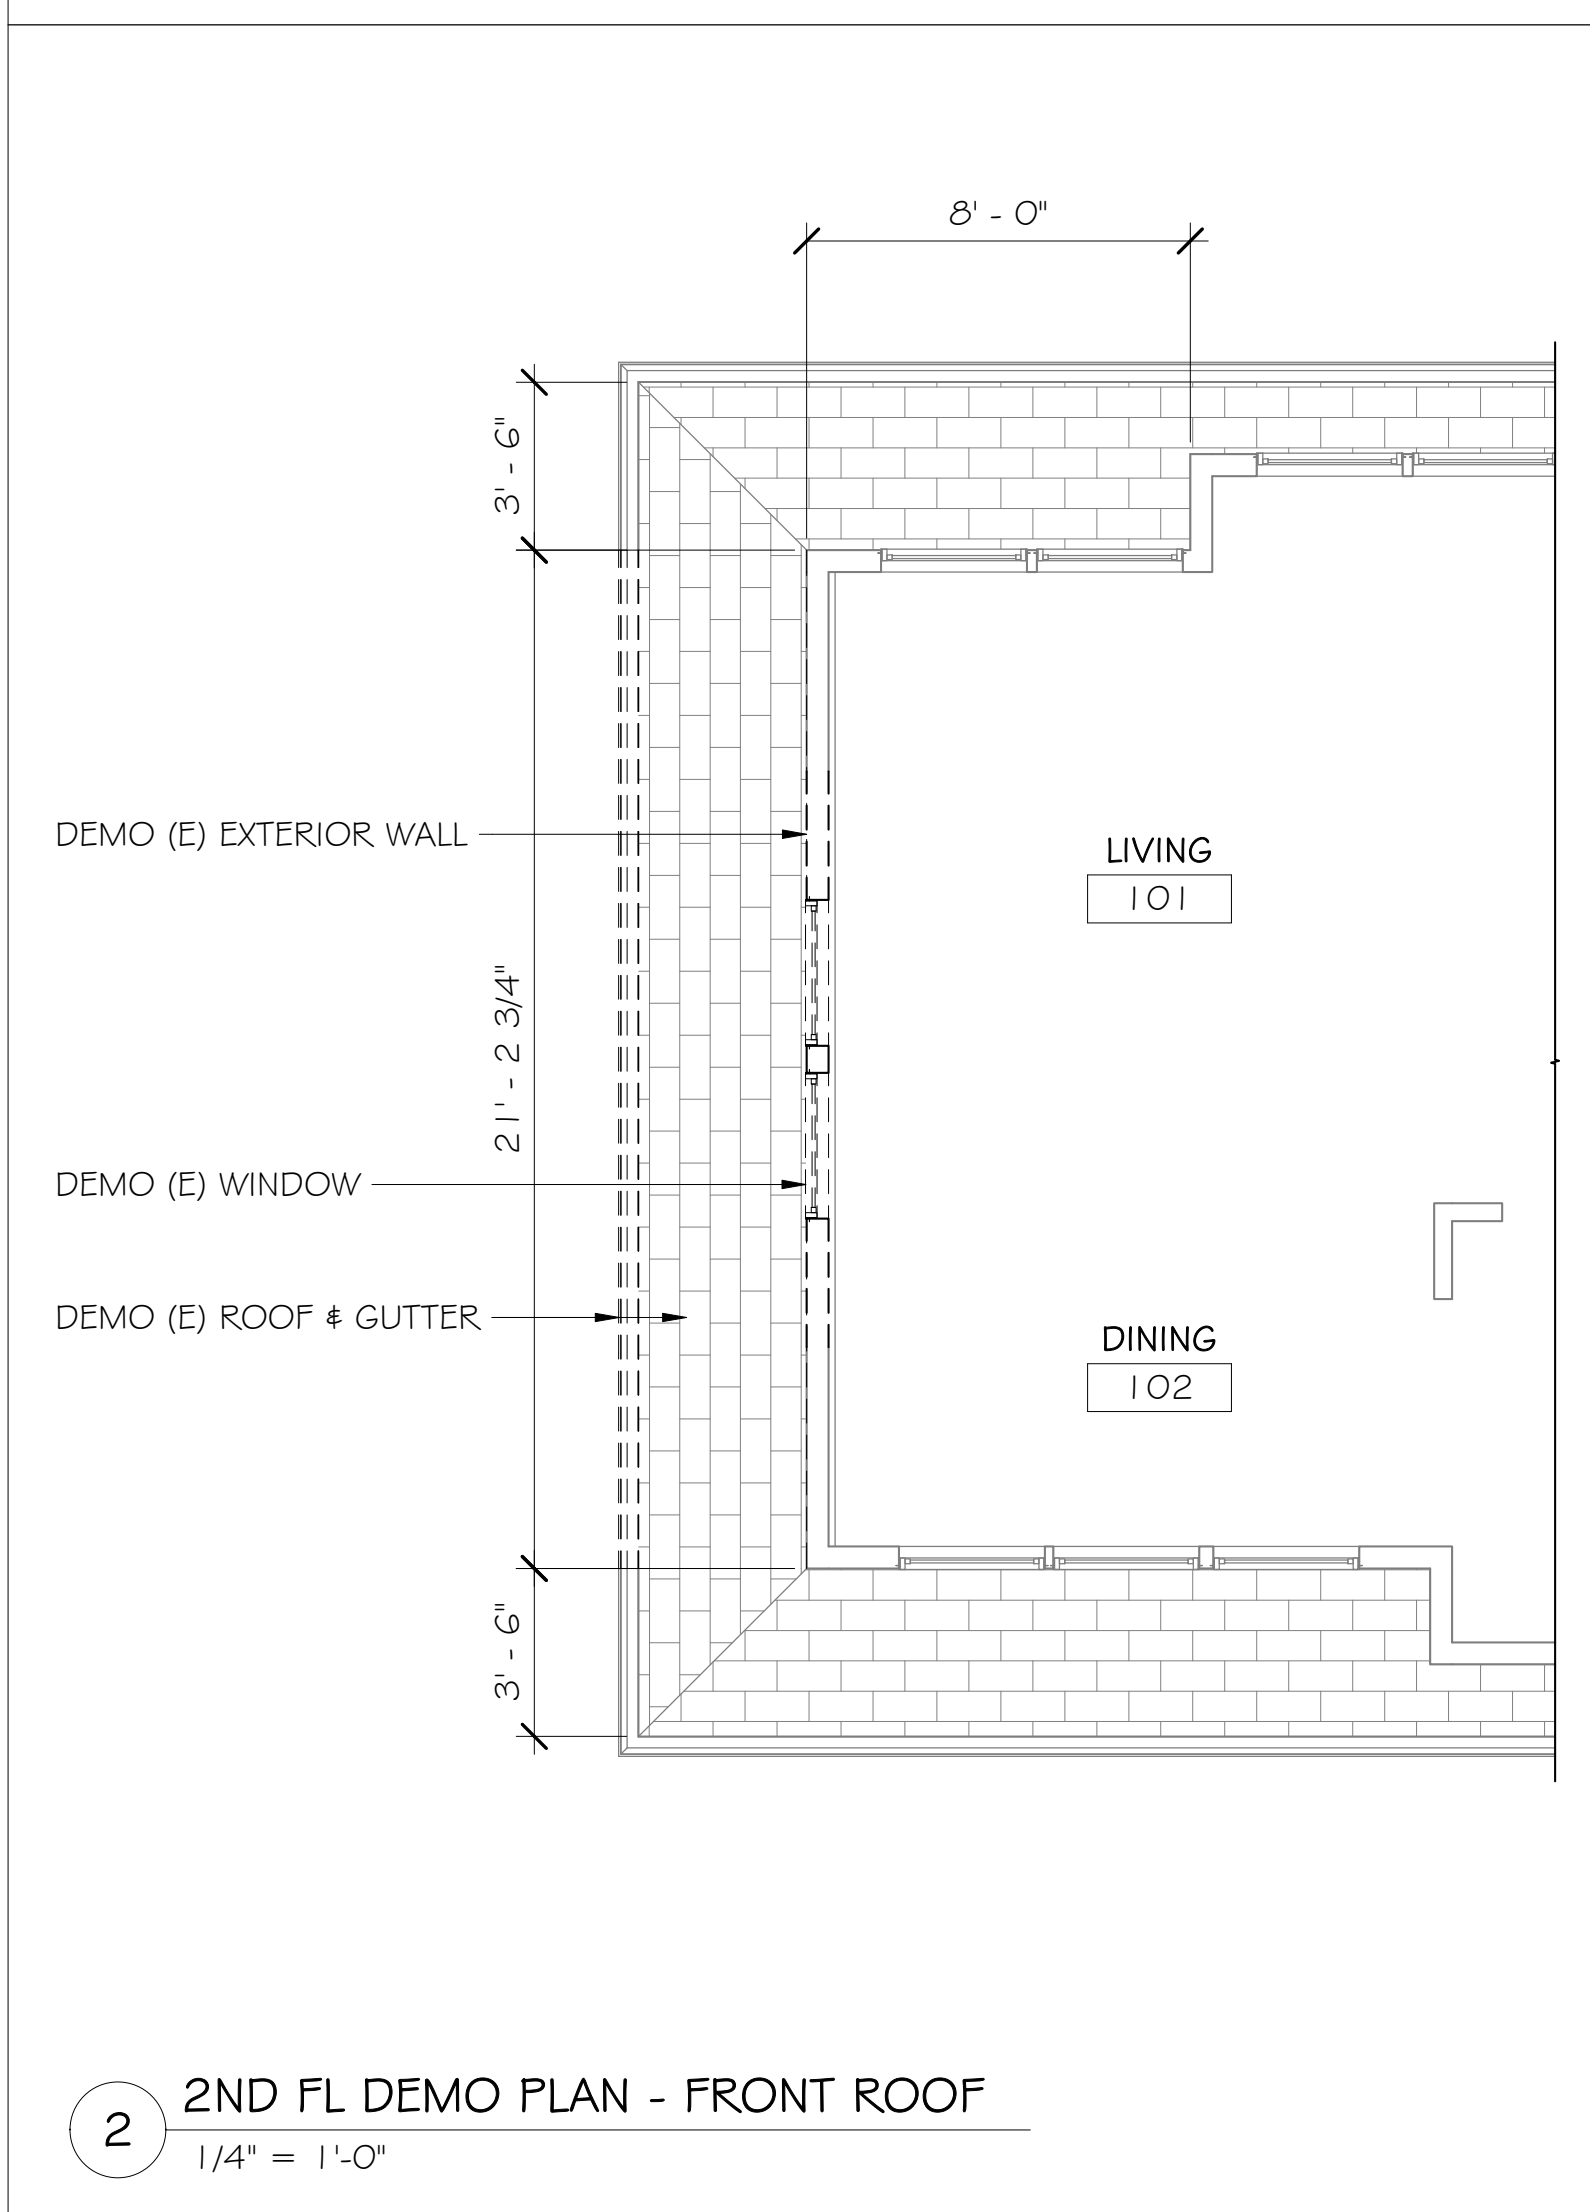 8' - 0"
3' - 6"
DEMO (E) EXTERIOR WALL
LIVING
101
21' - 2 3/4"
DEMO (E) WINDOW
DEMO (E) ROOF & GUTTER
DINING
102
3' - 6"
2ND FL DEMO PLAN - FRONT ROOF
2
1/4" = 1'-0"